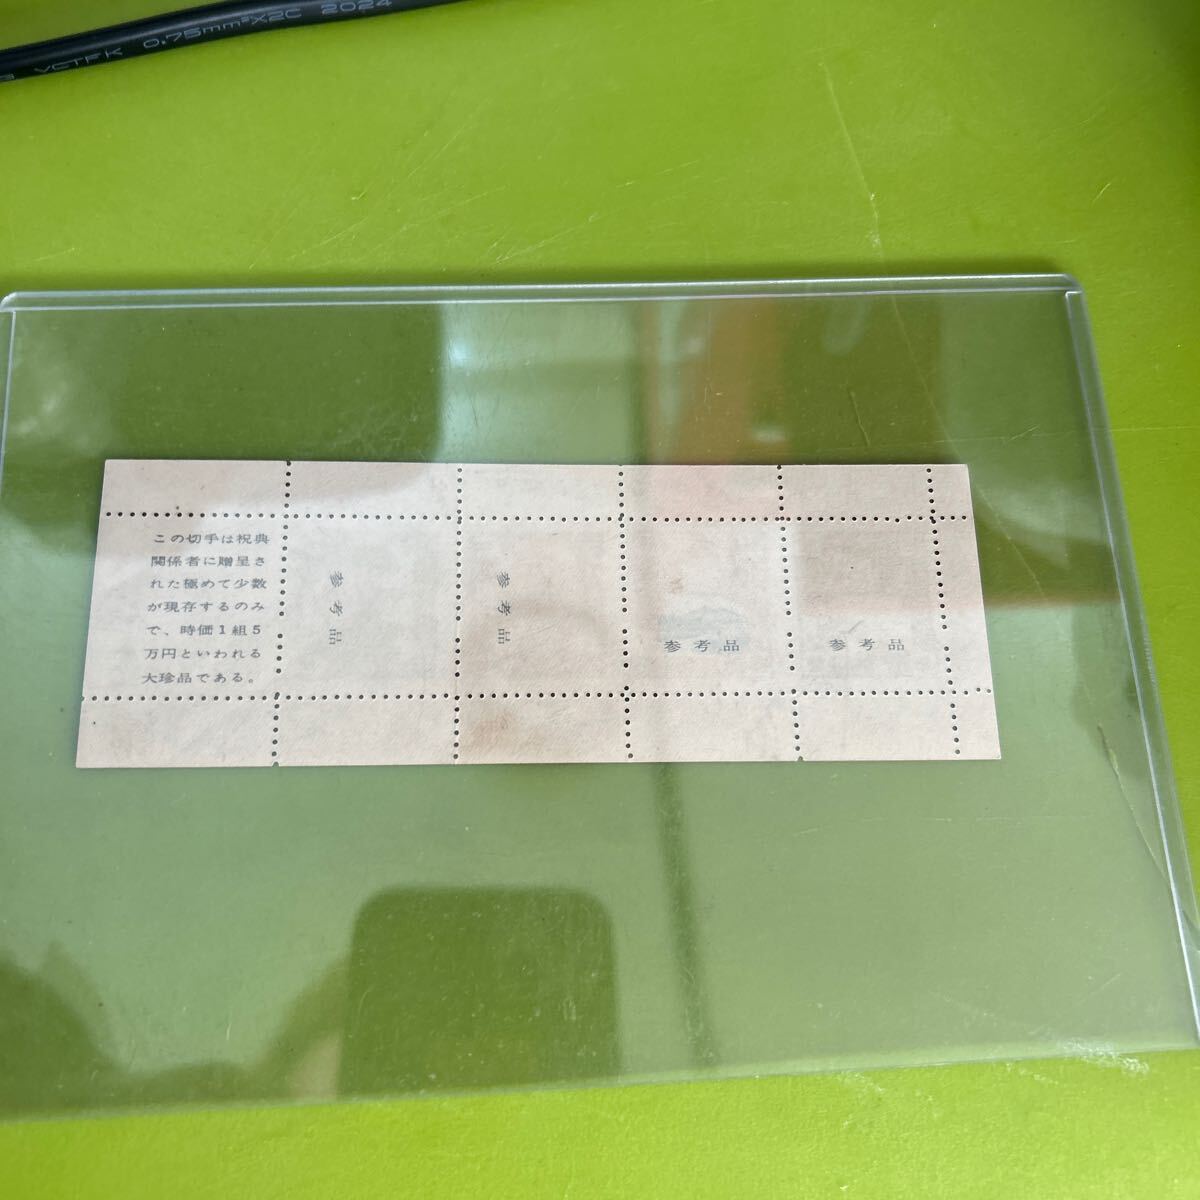 VCTFK 0.75mm²X2C 2024
この切手は祝典
関係者に贈呈さ
れた極めて少数
が現存するのみ
で、時価1組5
万円といわれる
大珍品である。
参考品
参考品
参考品
参考品